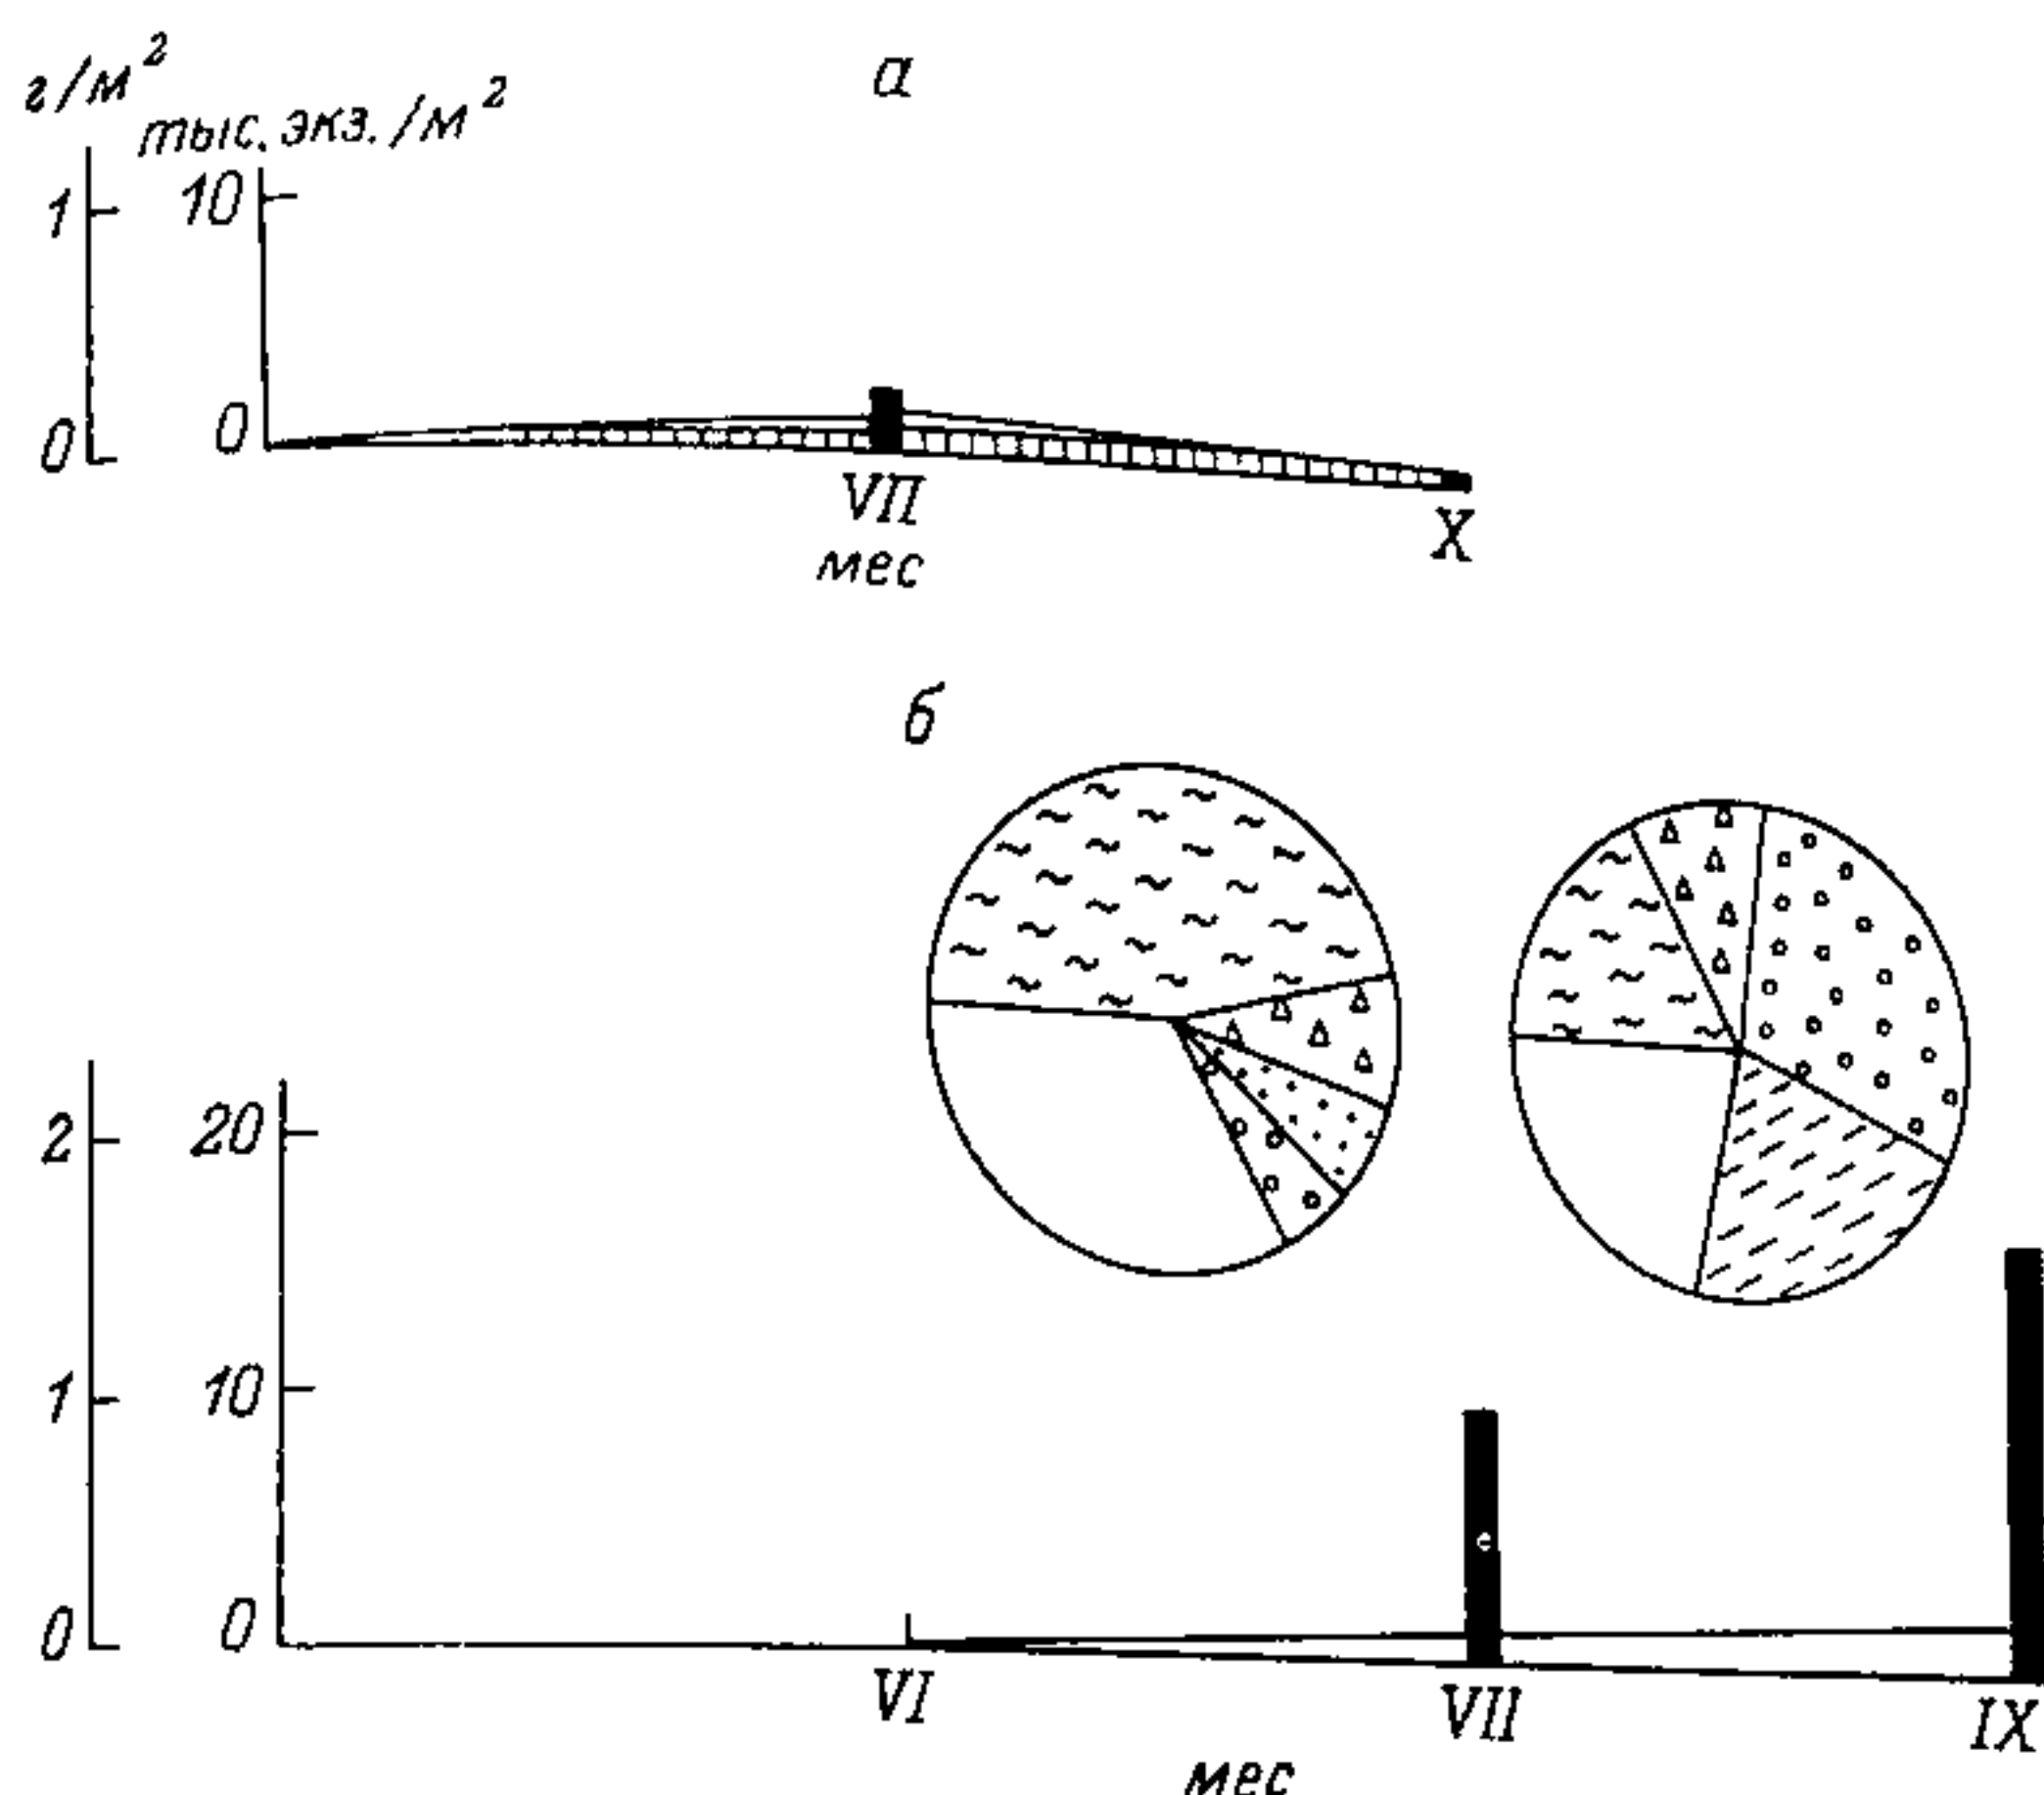 а
г/м²
тыс. экз./м²
1 10
0 0
VII X
мес
б
2 20
1 10
0 0
VI VII IX
мес